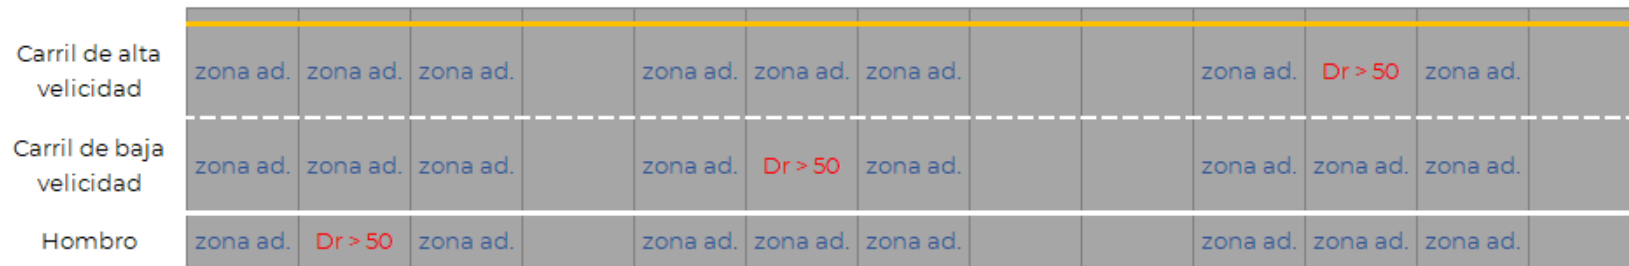 Carril de alta
velicidad
zona ad. zona ad. zona ad. zona ad. zona ad. zona ad. zona ad. Dr > 50 zona ad.
Carril de baja
velicidad
zona ad. zona ad. zona ad. zona ad. Dr > 50 zona ad. zona ad. zona ad. zona ad.
Hombro
zona ad. Dr > 50 zona ad. zona ad. zona ad. zona ad. zona ad. zona ad. zona ad.